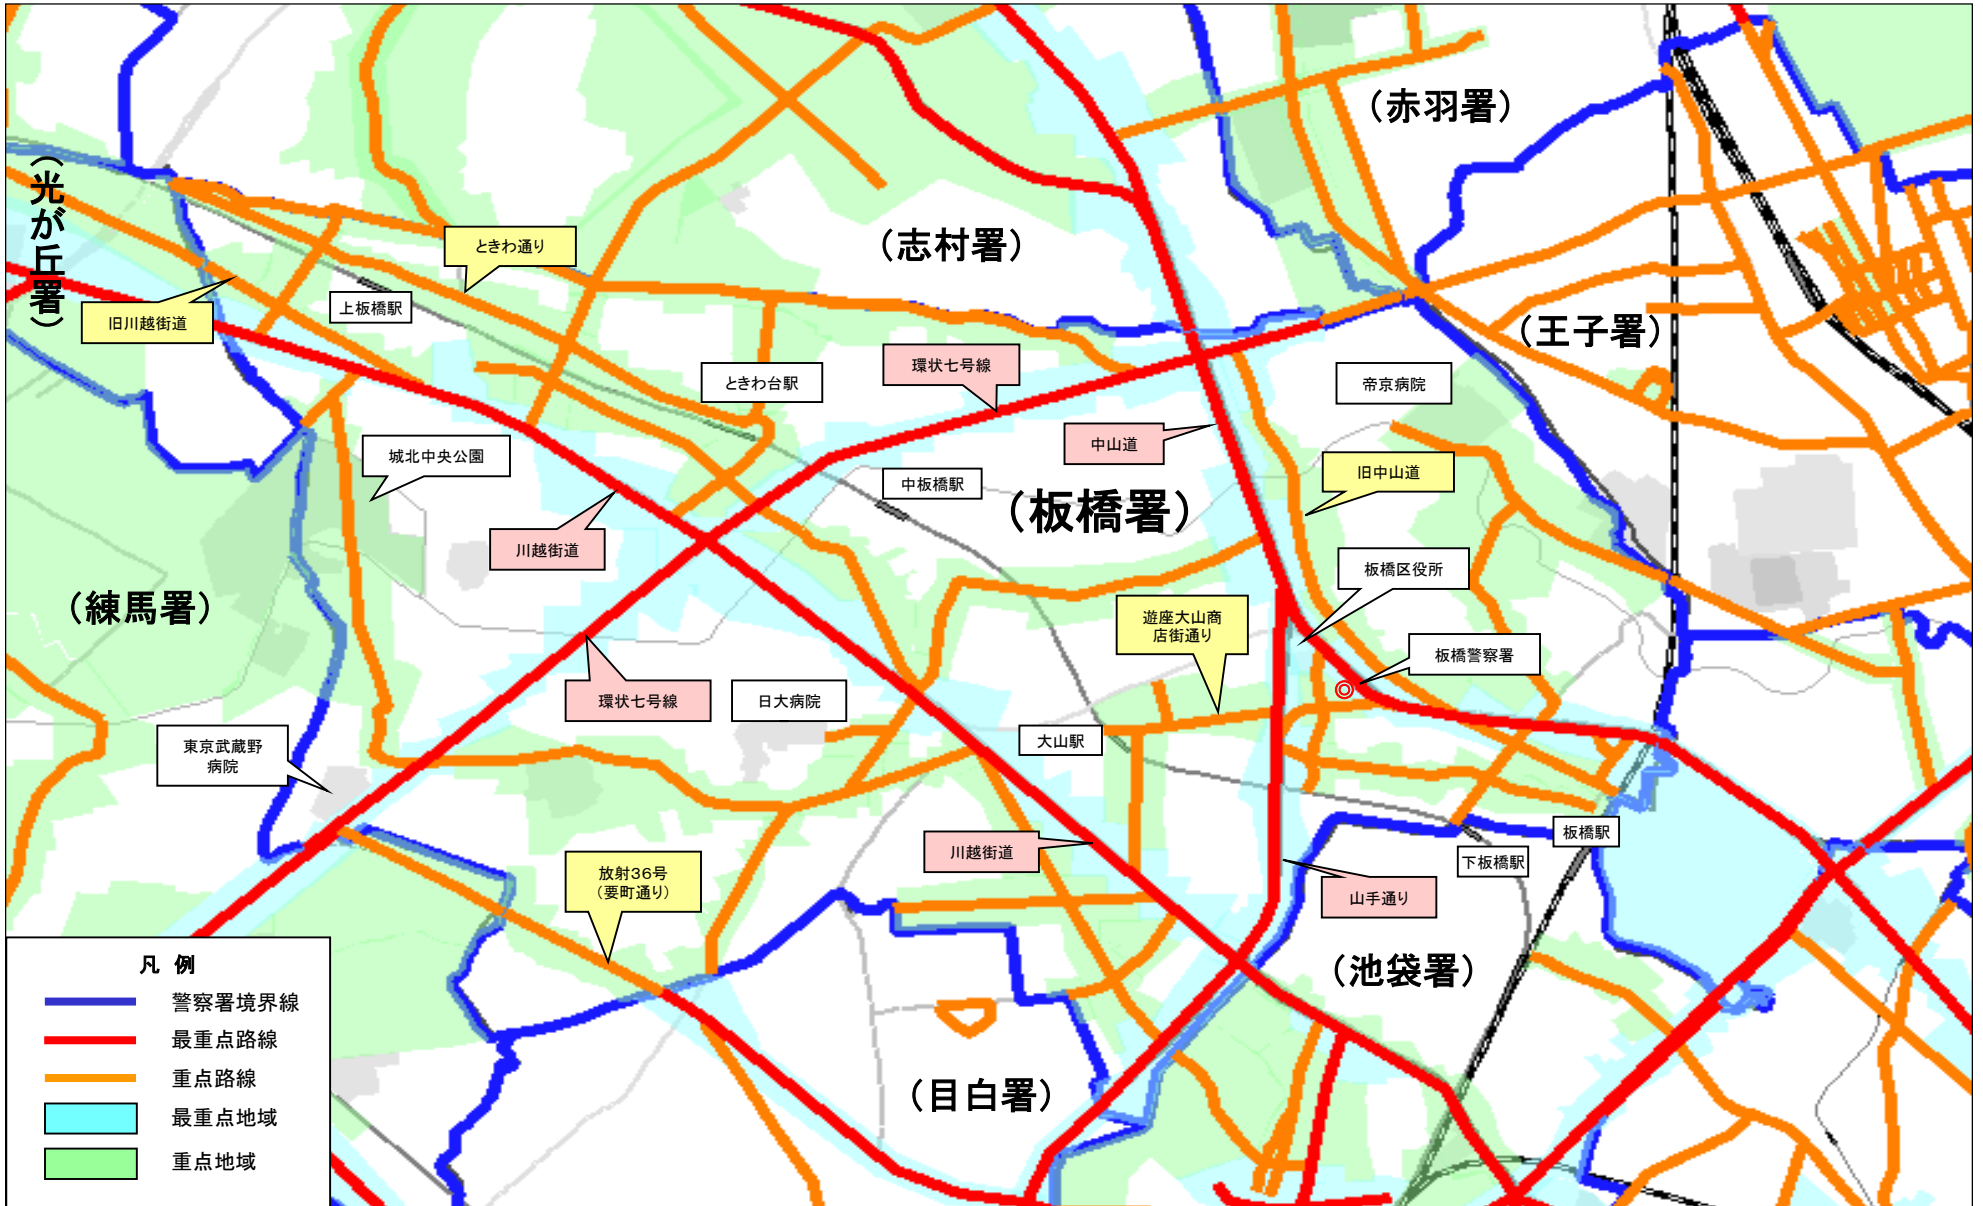 (赤羽署)
(光が丘署)
(志村署)
ときわ通り
旧川越街道
上板橋駅
(王子署)
環状七号線
ときわ台駅
帝京病院
中山道
城北中央公園
旧中山道
中板橋駅
(板橋署)
川越街道
板橋区役所
(練馬署)
遊座大山商
店街通り
板橋警察署
環状七号線
日大病院
大山駅
東京武蔵野
病院
板橋駅
川越街道
下板橋駅
放射36号
(要町通り)
山手通り
(池袋署)
(目白署)
凡 例
警察署境界線
最重点路線
重点路線
最重点地域
重点地域